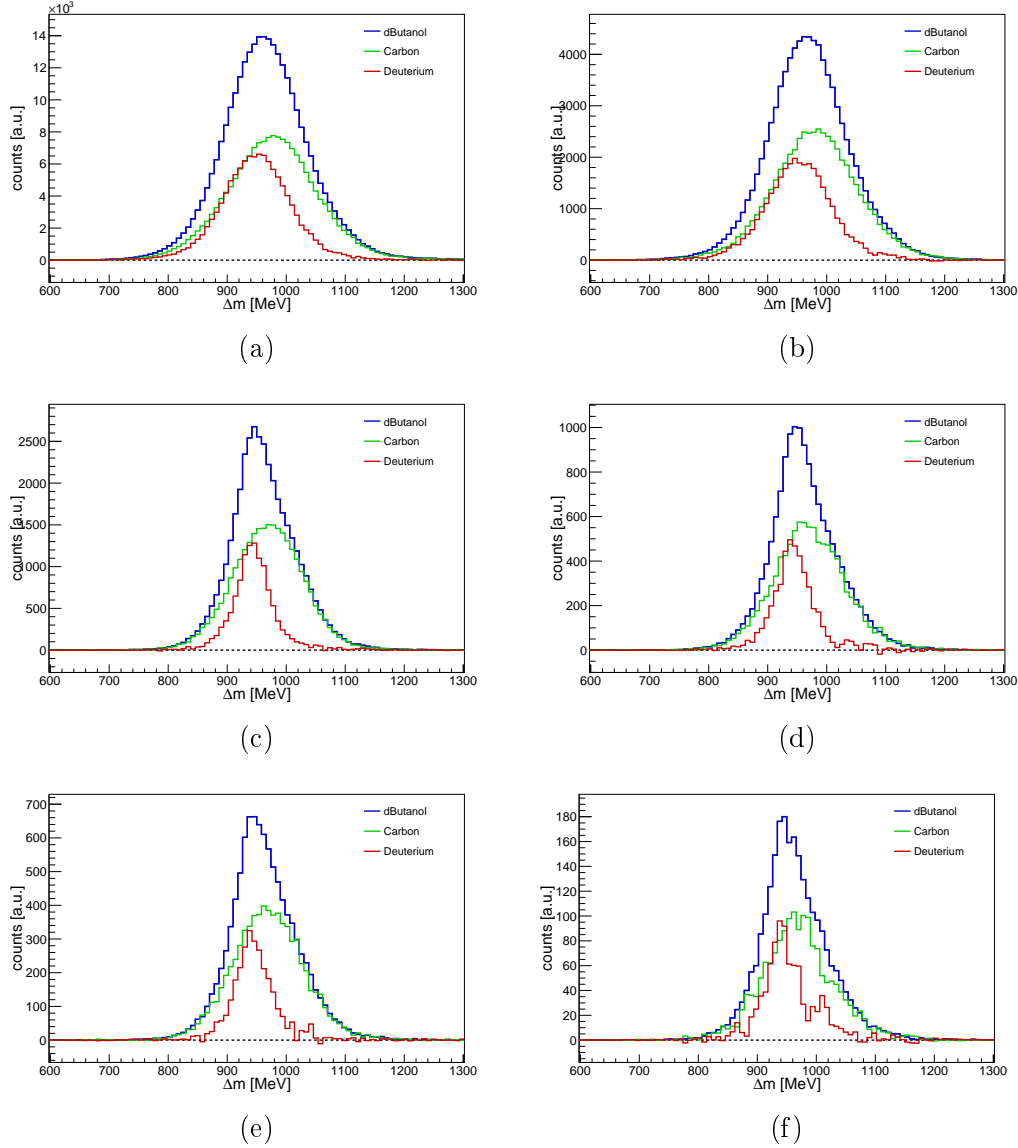 ×10³
14
12
10
8
6
4
2
0
counts [a.u.]
dButanol
Carbon
Deuterium
600 700 800 900 1000 1100 1200 1300
Δm [MeV]
(a)
4000
3000
2000
1000
0
counts [a.u.]
dButanol
Carbon
Deuterium
600 700 800 900 1000 1100 1200 1300
Δm [MeV]
(b)
2500
2000
1500
1000
500
0
counts [a.u.]
dButanol
Carbon
Deuterium
600 700 800 900 1000 1100 1200 1300
Δm [MeV]
(c)
1000
800
600
400
200
0
counts [a.u.]
dButanol
Carbon
Deuterium
600 700 800 900 1000 1100 1200 1300
Δm [MeV]
(d)
700
600
500
400
300
200
100
0
counts [a.u.]
dButanol
Carbon
Deuterium
600 700 800 900 1000 1100 1200 1300
Δm [MeV]
(e)
180
160
140
120
100
80
60
40
20
0
counts [a.u.]
dButanol
Carbon
Deuterium
600 700 800 900 1000 1100 1200 1300
Δm [MeV]
(f)